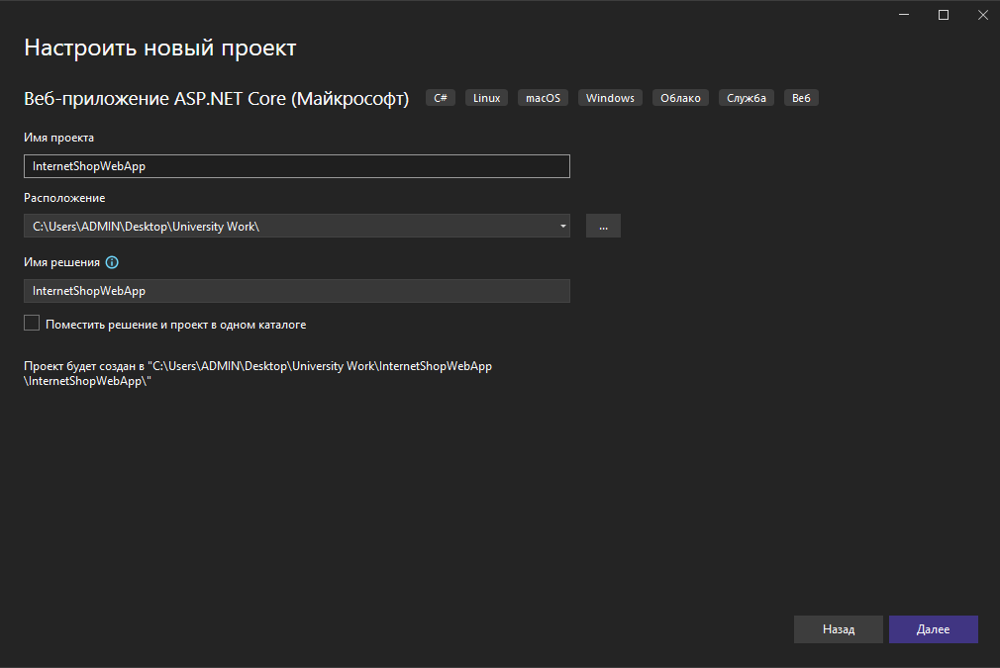 Настроить новый проект
Веб-приложение ASP.NET Core (Майкрософт) C# Linux macOS Windows Облако Служба Веб
Имя проекта
InternetShopWebApp
Расположение
C:\Users\ADMIN\Desktop\University Work\
...
Имя решения
InternetShopWebApp
Поместить решение и проект в одном каталоге
Проект будет создан в "C:\Users\ADMIN\Desktop\University Work\InternetShopWebApp
\InternetShopWebApp\"
Назад Далее